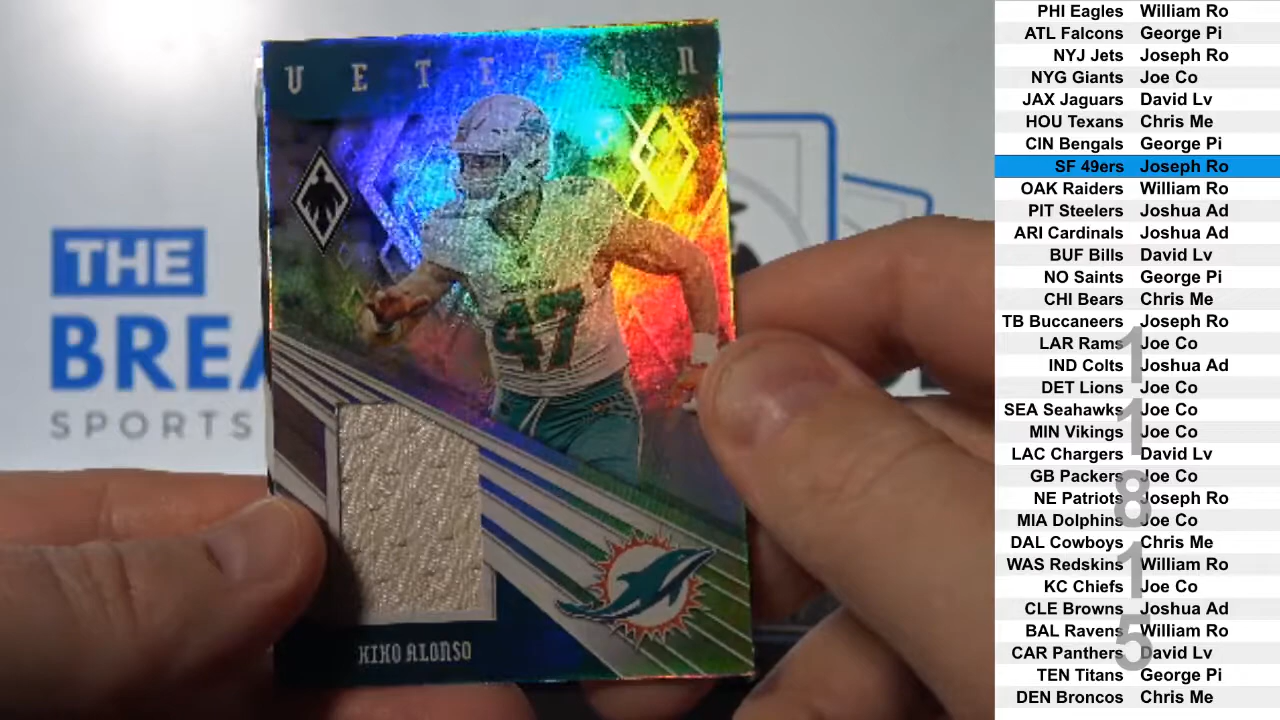 VETERAN
47
KIKO ALONSO
THE
BREA
SPORTS
PHI Eagles William Ro
ATL Falcons George Pi
NYJ Jets Joseph Ro
NYG Giants Joe Co
JAX Jaguars David Lv
HOU Texans Chris Me
CIN Bengals George Pi
SF 49ers Joseph Ro
OAK Raiders William Ro
PIT Steelers Joshua Ad
ARI Cardinals Joshua Ad
BUF Bills David Lv
NO Saints George Pi
CHI Bears Chris Me
TB Buccaneers Joseph Ro
LAR Rams Joe Co
IND Colts Joshua Ad
DET Lions Joe Co
SEA Seahawks Joe Co
MIN Vikings Joe Co
LAC Chargers David Lv
GB Packers Joe Co
NE Patriots Joseph Ro
MIA Dolphins Joe Co
DAL Cowboys Chris Me
WAS Redskins William Ro
KC Chiefs Joe Co
CLE Browns Joshua Ad
BAL Ravens William Ro
CAR Panthers David Lv
TEN Titans George Pi
DEN Broncos Chris Me
1
1
8
1
5